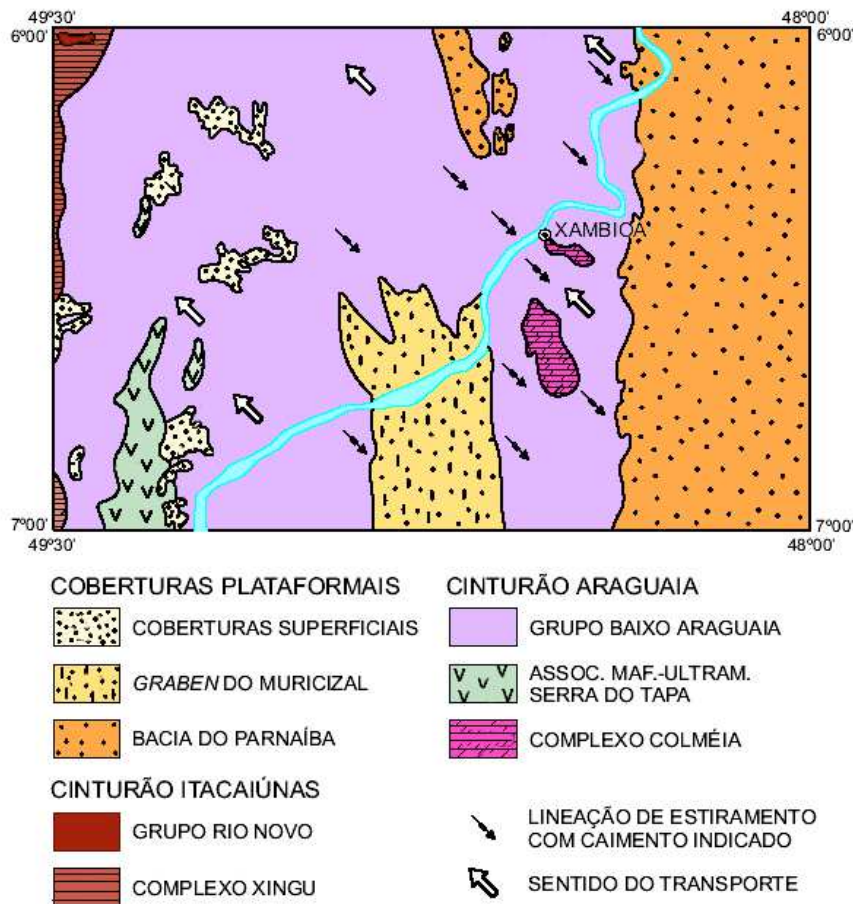 49º30' 48º00'
6º00' 6º00'
XAMBIOÁ
7º00' 7º00'
49º30' 48º00'
COBERTURAS PLATAFORMAIS
COBERTURAS SUPERFICIAIS
GRABEN DO MURICIZAL
BACIA DO PARNAÍBA
CINTURÃO ITACAIÚNAS
GRUPO RIO NOVO
COMPLEXO XINGU
CINTURÃO ARAGUAIA
GRUPO BAIXO ARAGUAIA
ASSOC. MAF.-ULTRAM.
SERRA DO TAPA
COMPLEXO COLMÉIA
LINEAÇÃO DE ESTIRAMENTO
COM CAIMENTO INDICADO
SENTIDO DO TRANSPORTE